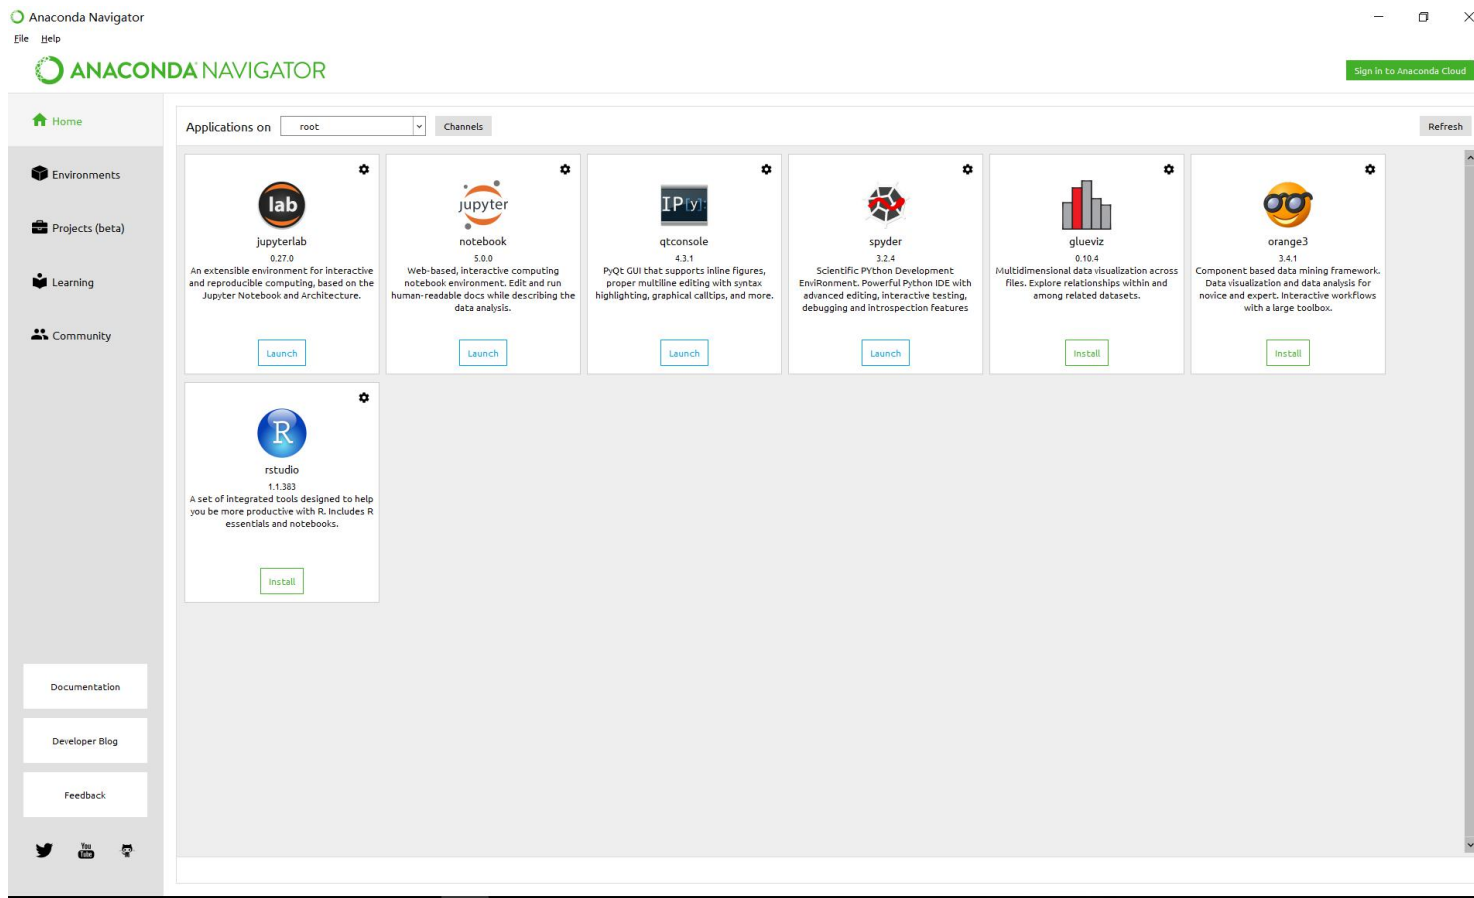 Anaconda Navigator
File Help
ANACONDA NAVIGATOR
Sign in to Anaconda Cloud
Home
Environments
Projects (beta)
Learning
Community
Documentation
Developer Blog
Feedback
You
Tube
Applications on root Channels Refresh
lab
jupyterlab
0.27.0
An extensible environment for interactive
and reproducible computing, based on the
Jupyter Notebook and Architecture.
Launch
jupyter
notebook
5.0.0
Web-based, interactive computing
notebook environment. Edit and run
human-readable docs while describing the
data analysis.
Launch
IP[y]:
qtconsole
4.3.1
PyQt GUI that supports inline figures,
proper multiline editing with syntax
highlighting, graphical calltips, and more.
Launch
spyder
3.2.4
Scientific PYthon Development
EnviRonment. Powerful Python IDE with
advanced editing, interactive testing,
debugging and introspection features
Launch
glueviz
0.10.4
Multidimensional data visualization across
files. Explore relationships within and
among related datasets.
Install
orange3
3.4.1
Component based data mining framework.
Data visualization and data analysis for
novice and expert. Interactive workflows
with a large toolbox.
Install
R
rstudio
1.1.383
A set of integrated tools designed to help
you be more productive with R. Includes R
essentials and notebooks.
Install